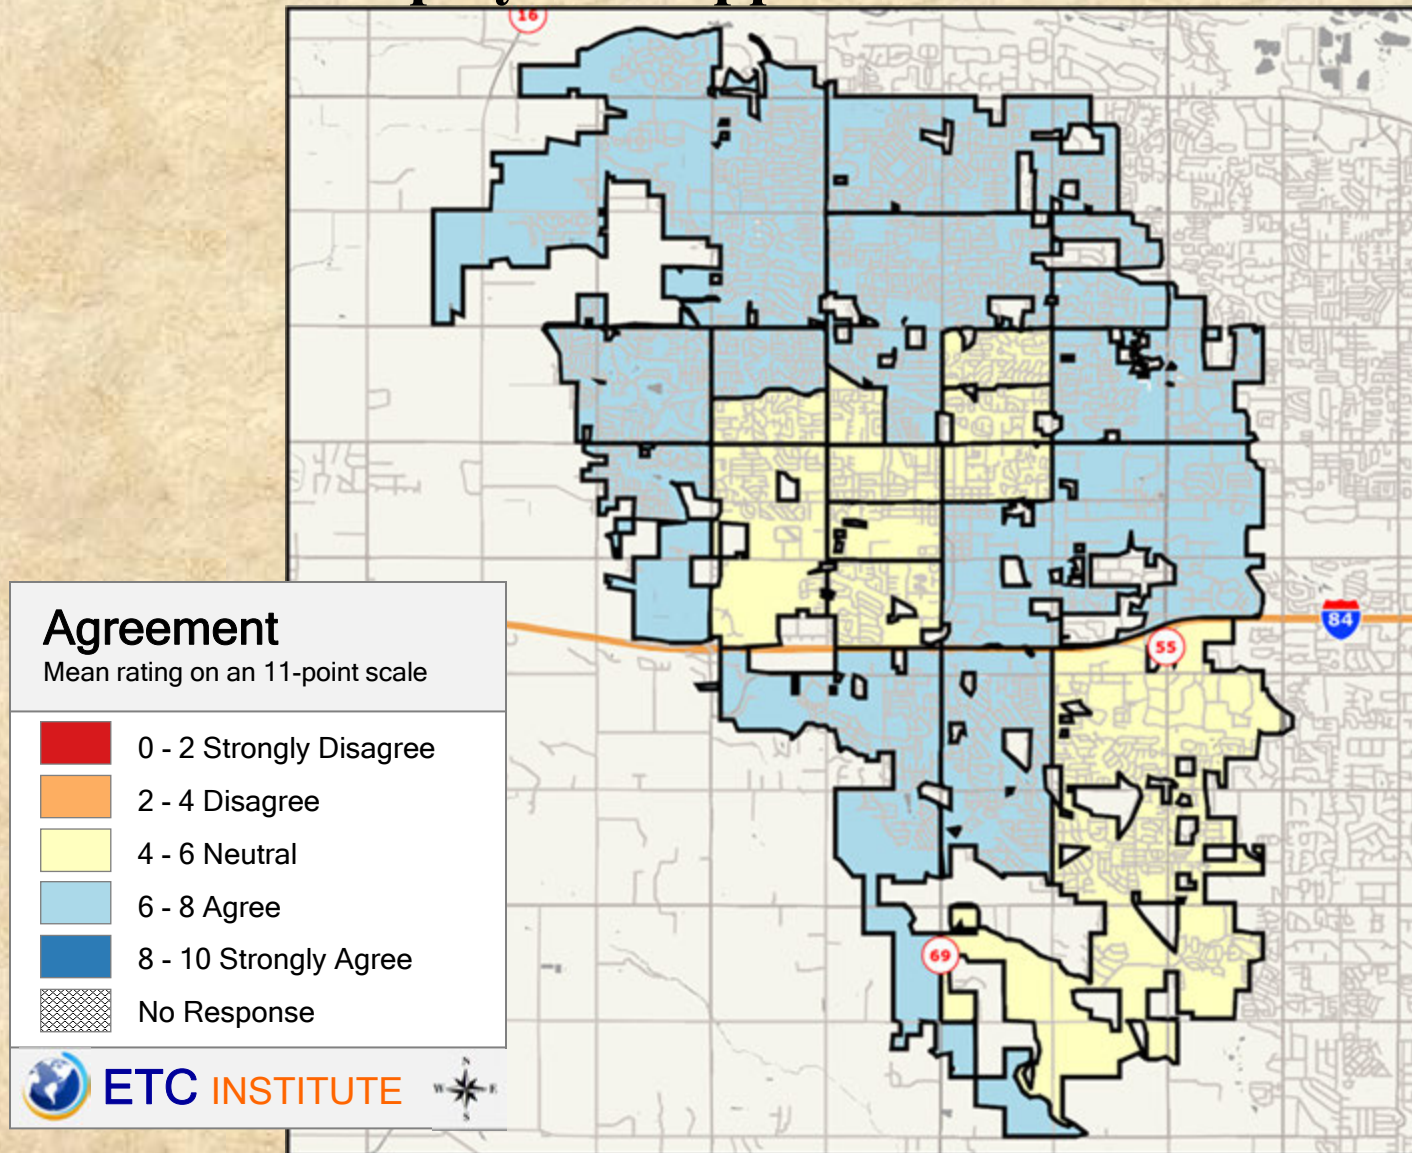 16
84
55
69
Agreement
Mean rating on an 11-point scale
0 - 2 Strongly Disagree
2 - 4 Disagree
4 - 6 Neutral
6 - 8 Agree
8 - 10 Strongly Agree
No Response
ETC INSTITUTE
N
W E
S